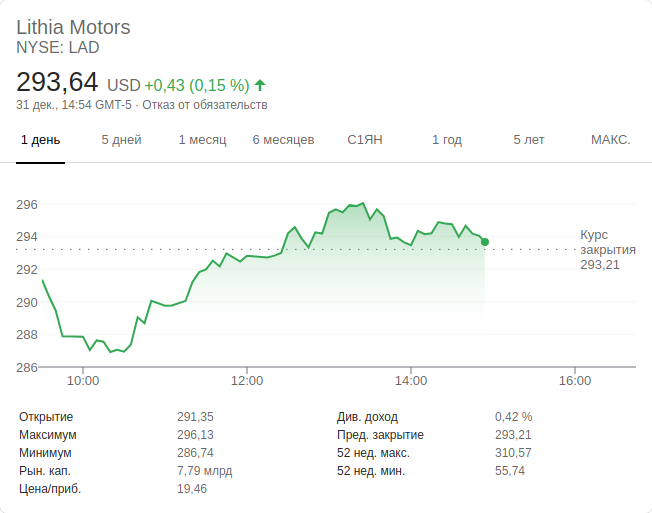 Lithia Motors
NYSE: LAD
293,64 USD +0,43 (0,15 %)
31 дек., 14:54 GMT-5 · Отказ от обязательств
1 день 5 дней 1 месяц 6 месяцев С1ЯН 1 год 5 лет МАКС.
296
294
292
290
288
286
Курс
закрытия
293,21
10:00 12:00 14:00 16:00
Открытие 291,35 Див. доход 0,42 %
Максимум 296,13 Пред. закрытие 293,21
Минимум 286,74 52 нед. макс. 310,57
Рын. кап. 7,79 млрд 52 нед. мин. 55,74
Цена/приб. 19,46